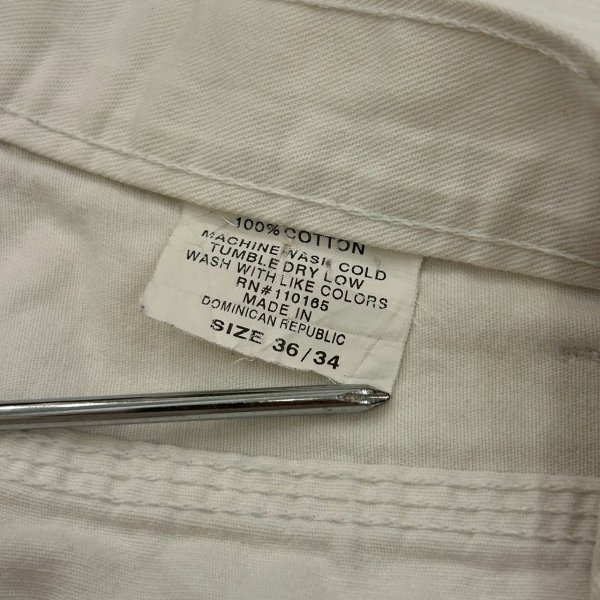 100% COTTON
MACHINE WASH COLD
TUMBLE DRY LOW
WASH WITH LIKE COLORS
RN#110165
MADE IN
DOMINICAN REPUBLIC
SIZE 36/34